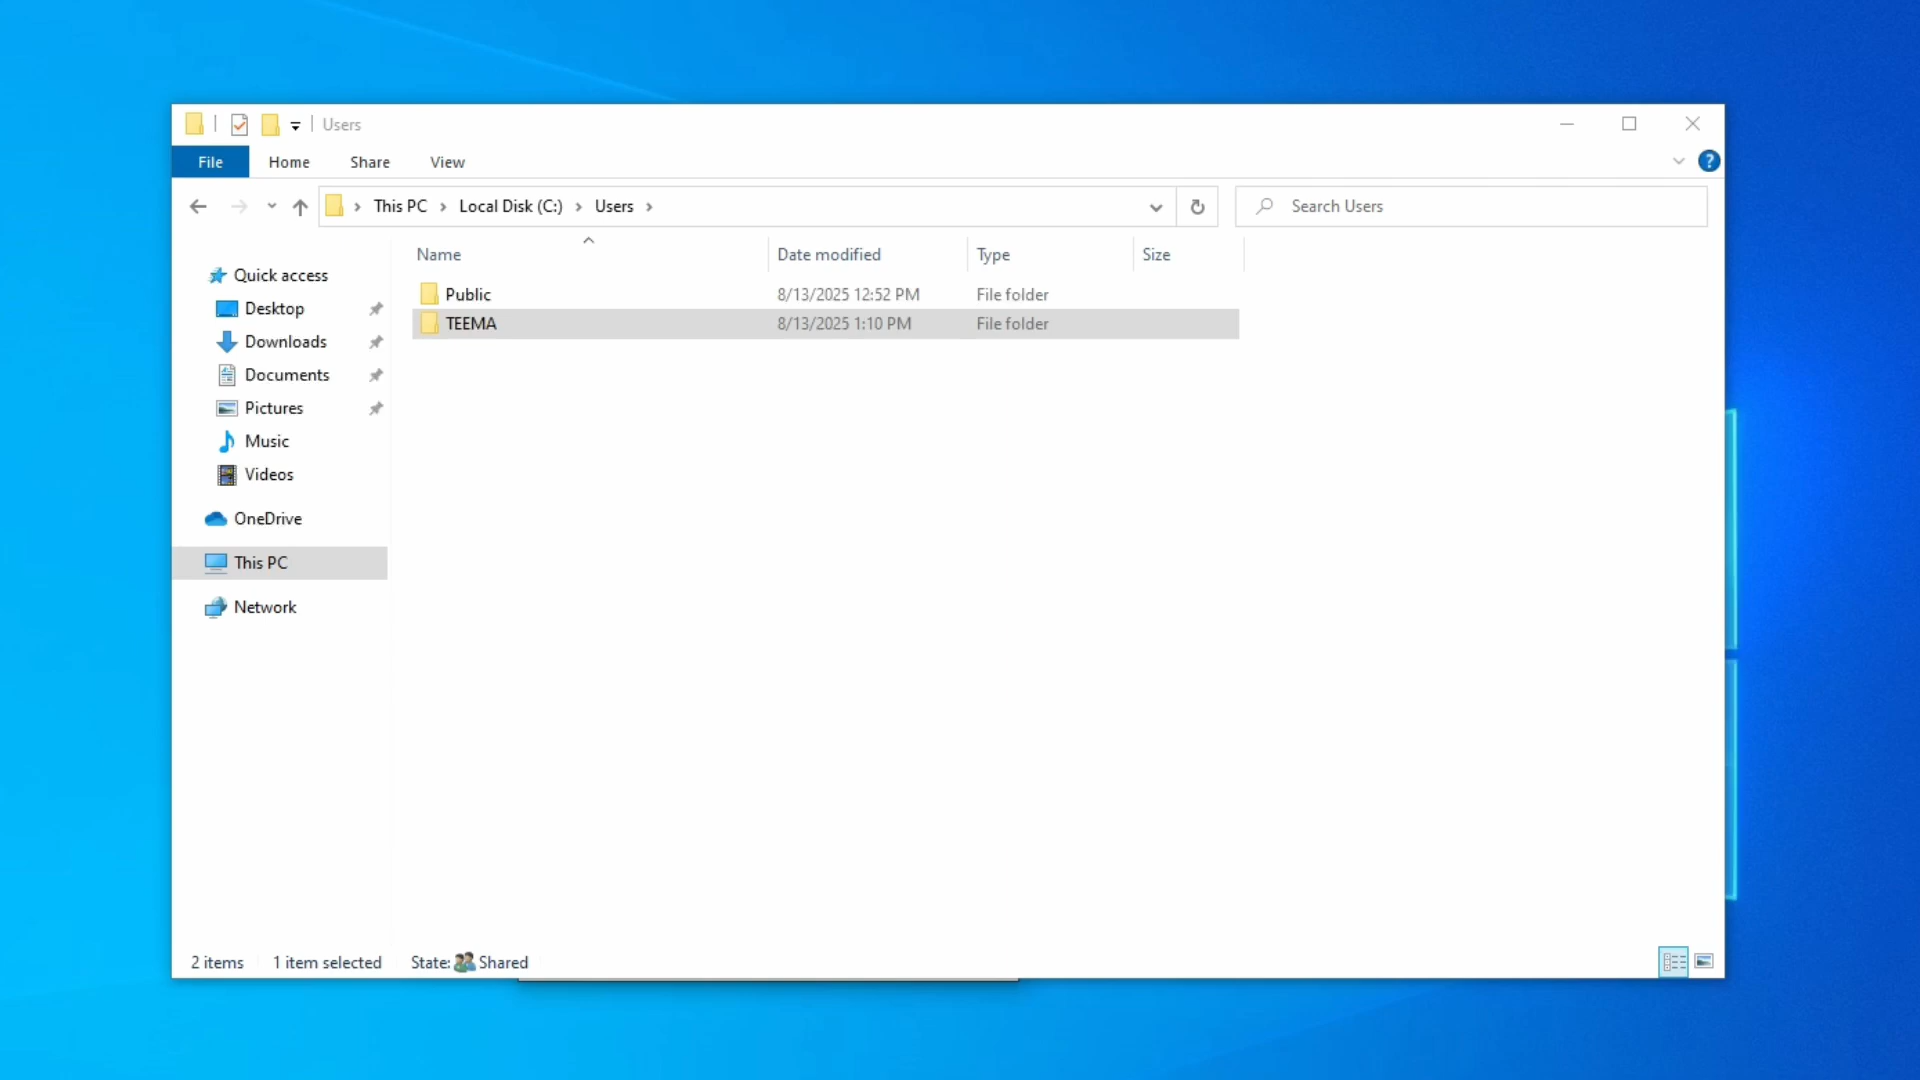 Users
File Home Share View
?
This PC Local Disk (C:) Users
Search Users
Name Date modified Type Size
Public 8/13/2025 12:52 PM File folder
TEEMA 8/13/2025 1:10 PM File folder
Quick access
Desktop
Downloads
Documents
Pictures
Music
Videos
OneDrive
This PC
Network
2 items 1 item selected State: Shared